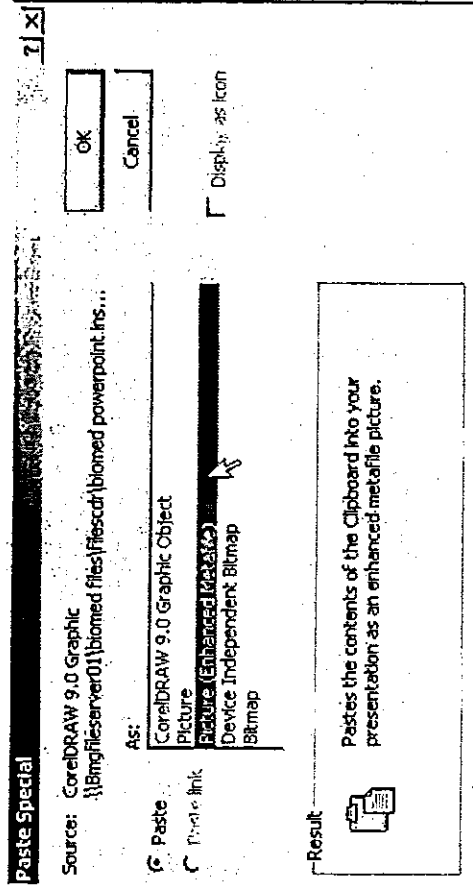 Paste Special
? X
Source: CorelDRAW 9.0 Graphic
\\Bmgfileserver01\biomed files\filescdr\biomed powerpoint.ins...
As:
Paste
Paste link
CorelDRAW 9.0 Graphic Object
Picture
Picture (Enhanced Metafile)
Device Independent Bitmap
Bitmap
OK
Cancel
Display as icon
Result
Pastes the contents of the Clipboard into your
presentation as an enhanced metafile picture.